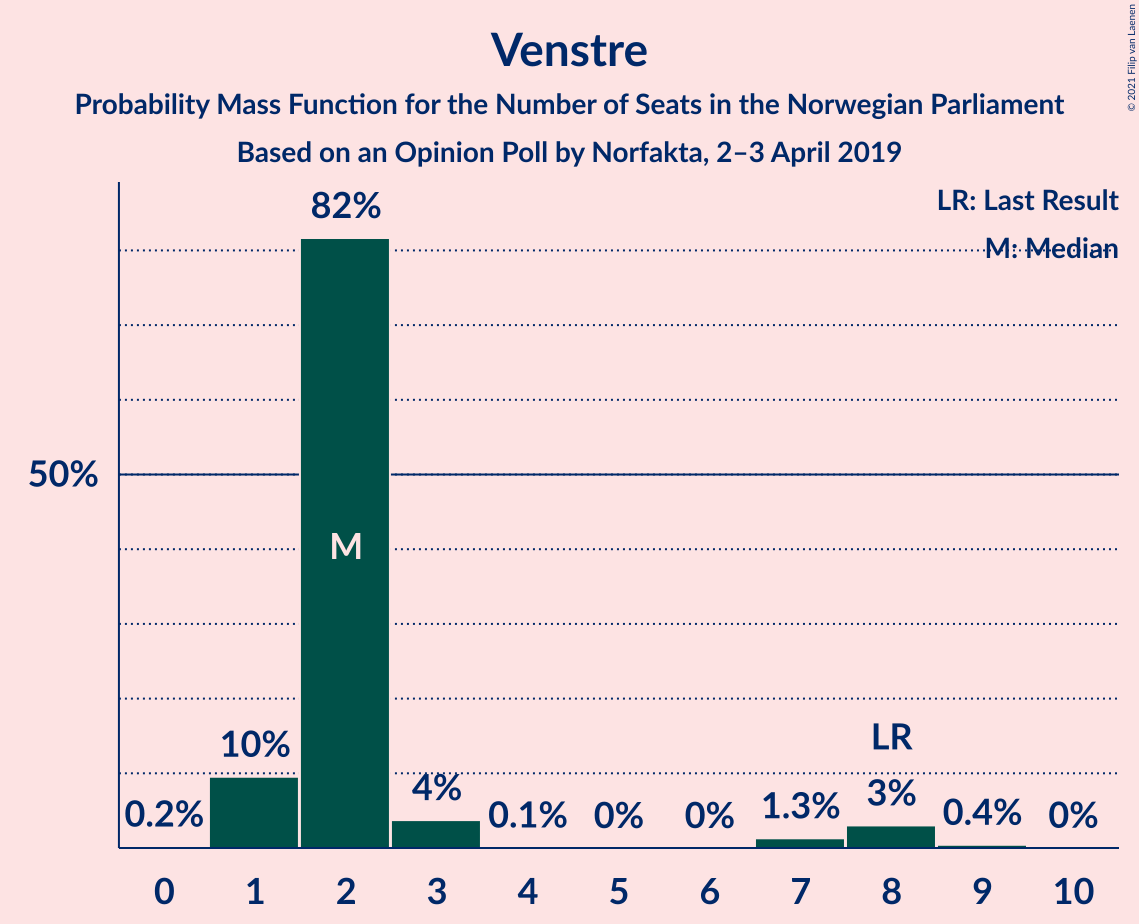 Venstre
Probability Mass Function for the Number of Seats in the Norwegian Parliament
Based on an Opinion Poll by Norfakta, 2–3 April 2019
© 2021 Filip van Laenen
LR: Last Result
M: Median
82%
50%
M
10%
LR
0.2%
4%
0.1%
0%
0%
1.3%
3%
0.4%
0%
0 1 2 3 4 5 6 7 8 9 10